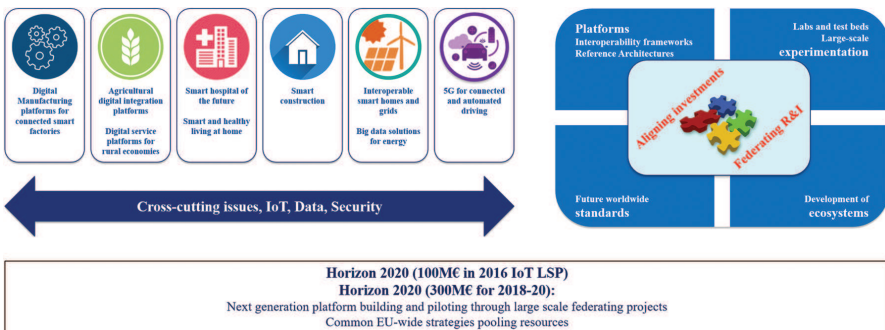 Digital
Manufacturing
platforms for
connected smart
factories
Agricultural
digital integration
platforms
Digital service
platforms for
rural economies
Smart hospital of
the future
Smart and healthy
living at home
Smart
construction
Interoperable
smart homes and
grids
Big data solutions
for energy
5G for connected
and automated
driving
Cross-cutting issues, IoT, Data, Security
Platforms
Interoperability frameworks
Reference Architectures
Labs and test beds
Large-scale
experimentation
Aligning investments
Federating R&I
Future worldwide
standards
Development of
ecosystems
Horizon 2020 (100M€ in 2016 IoT LSP)
Horizon 2020 (300M€ for 2018-20):
Next generation platform building and piloting through large scale federating projects
Common EU-wide strategies pooling resources